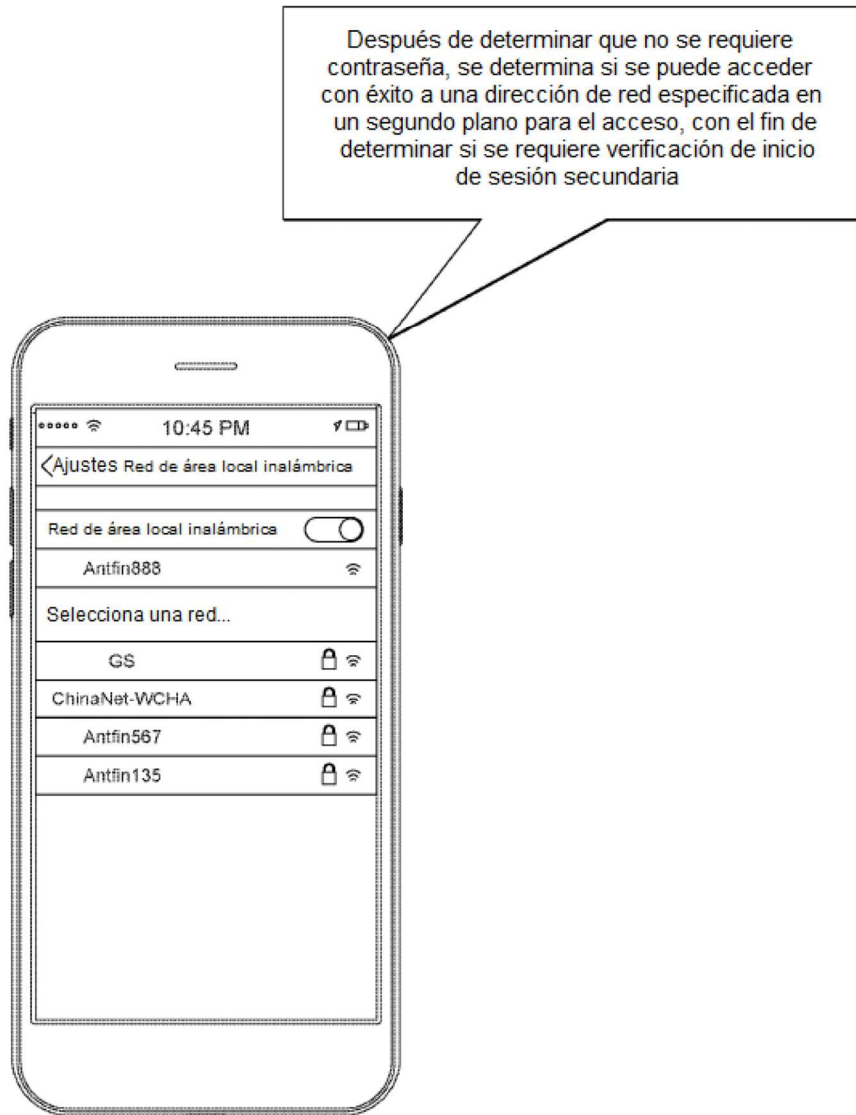 Después de determinar que no se requiere
contraseña, se determina si se puede acceder
con éxito a una dirección de red especificada en
un segundo plano para el acceso, con el fin de
determinar si se requiere verificación de inicio
de sesión secundaria
10:45 PM
Ajustes Red de área local inalámbrica
Red de área local inalámbrica
Antfin888
Selecciona una red...
GS
ChinaNet-WCHA
Antfin567
Antfin135